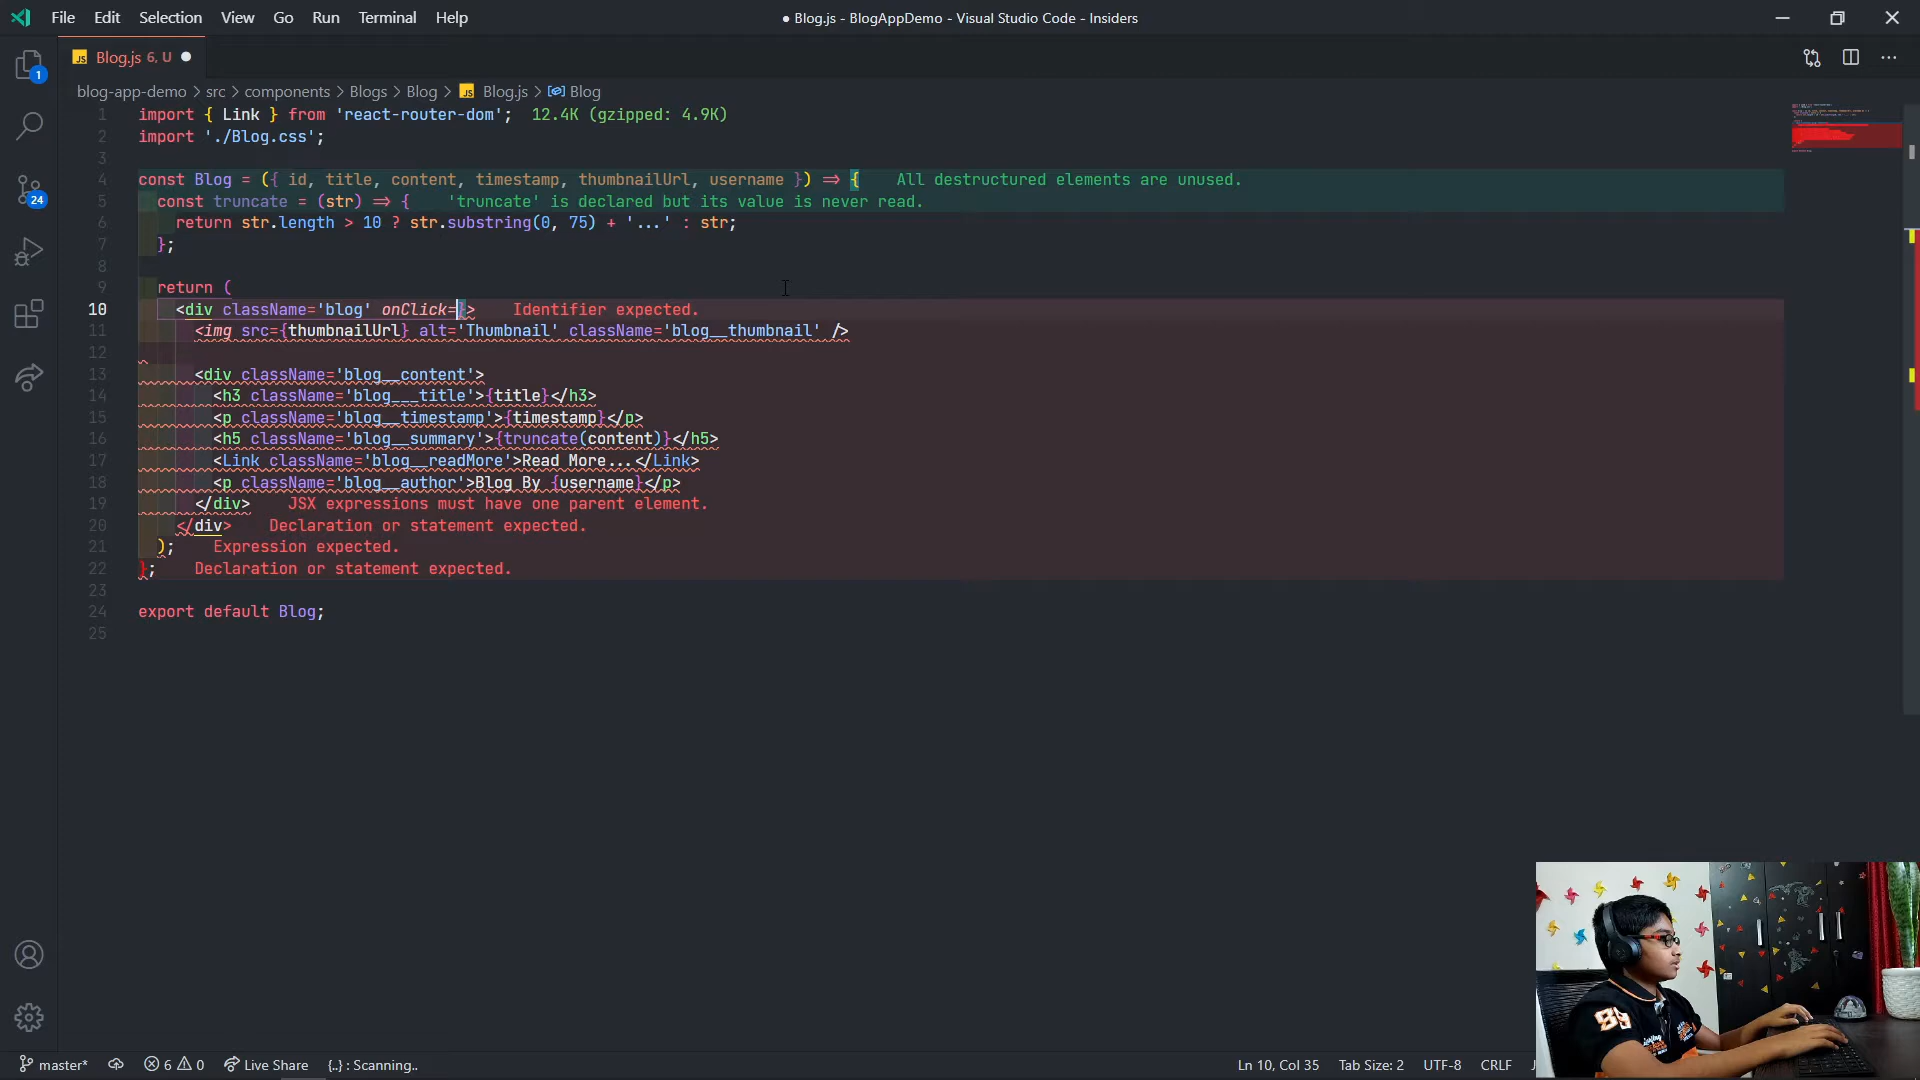 File Edit Selection View Go Run Terminal Help
● Blog.js - BlogAppDemo - Visual Studio Code - Insiders
JS Blog.js 6, U ●
blog-app-demo > src > components > Blogs > Blog > JS Blog.js > Blog
1 import { Link } from 'react-router-dom'; 12.4K (gzipped: 4.9K)
2 import './Blog.css';
3
4 const Blog = ({ id, title, content, timestamp, thumbnailUrl, username }) => { All destructured elements are unused.
5 const truncate = (str) => { 'truncate' is declared but its value is never read.
6 return str.length > 10 ? str.substring(0, 75) + '...' : str;
7 };
8
9 return (
10 <div className='blog' onClick=}> Identifier expected.
11 <img src={thumbnailUrl} alt='Thumbnail' className='blog__thumbnail' />
12
13 <div className='blog__content'>
14 <h3 className='blog___title'>{title}</h3>
15 <p className='blog__timestamp'>{timestamp}</p>
16 <h5 className='blog__summary'>{truncate(content)}</h5>
17 <Link className='blog__readMore'>Read More...</Link>
18 <p className='blog__author'>Blog By {username}</p>
19 </div> JSX expressions must have one parent element.
20 </div> Declaration or statement expected.
21 ); Expression expected.
22 }; Declaration or statement expected.
23
24 export default Blog;
25
1
24
89
master* 6 0 Live Share {..} : Scanning.. Ln 10, Col 35 Tab Size: 2 UTF-8 CRLF